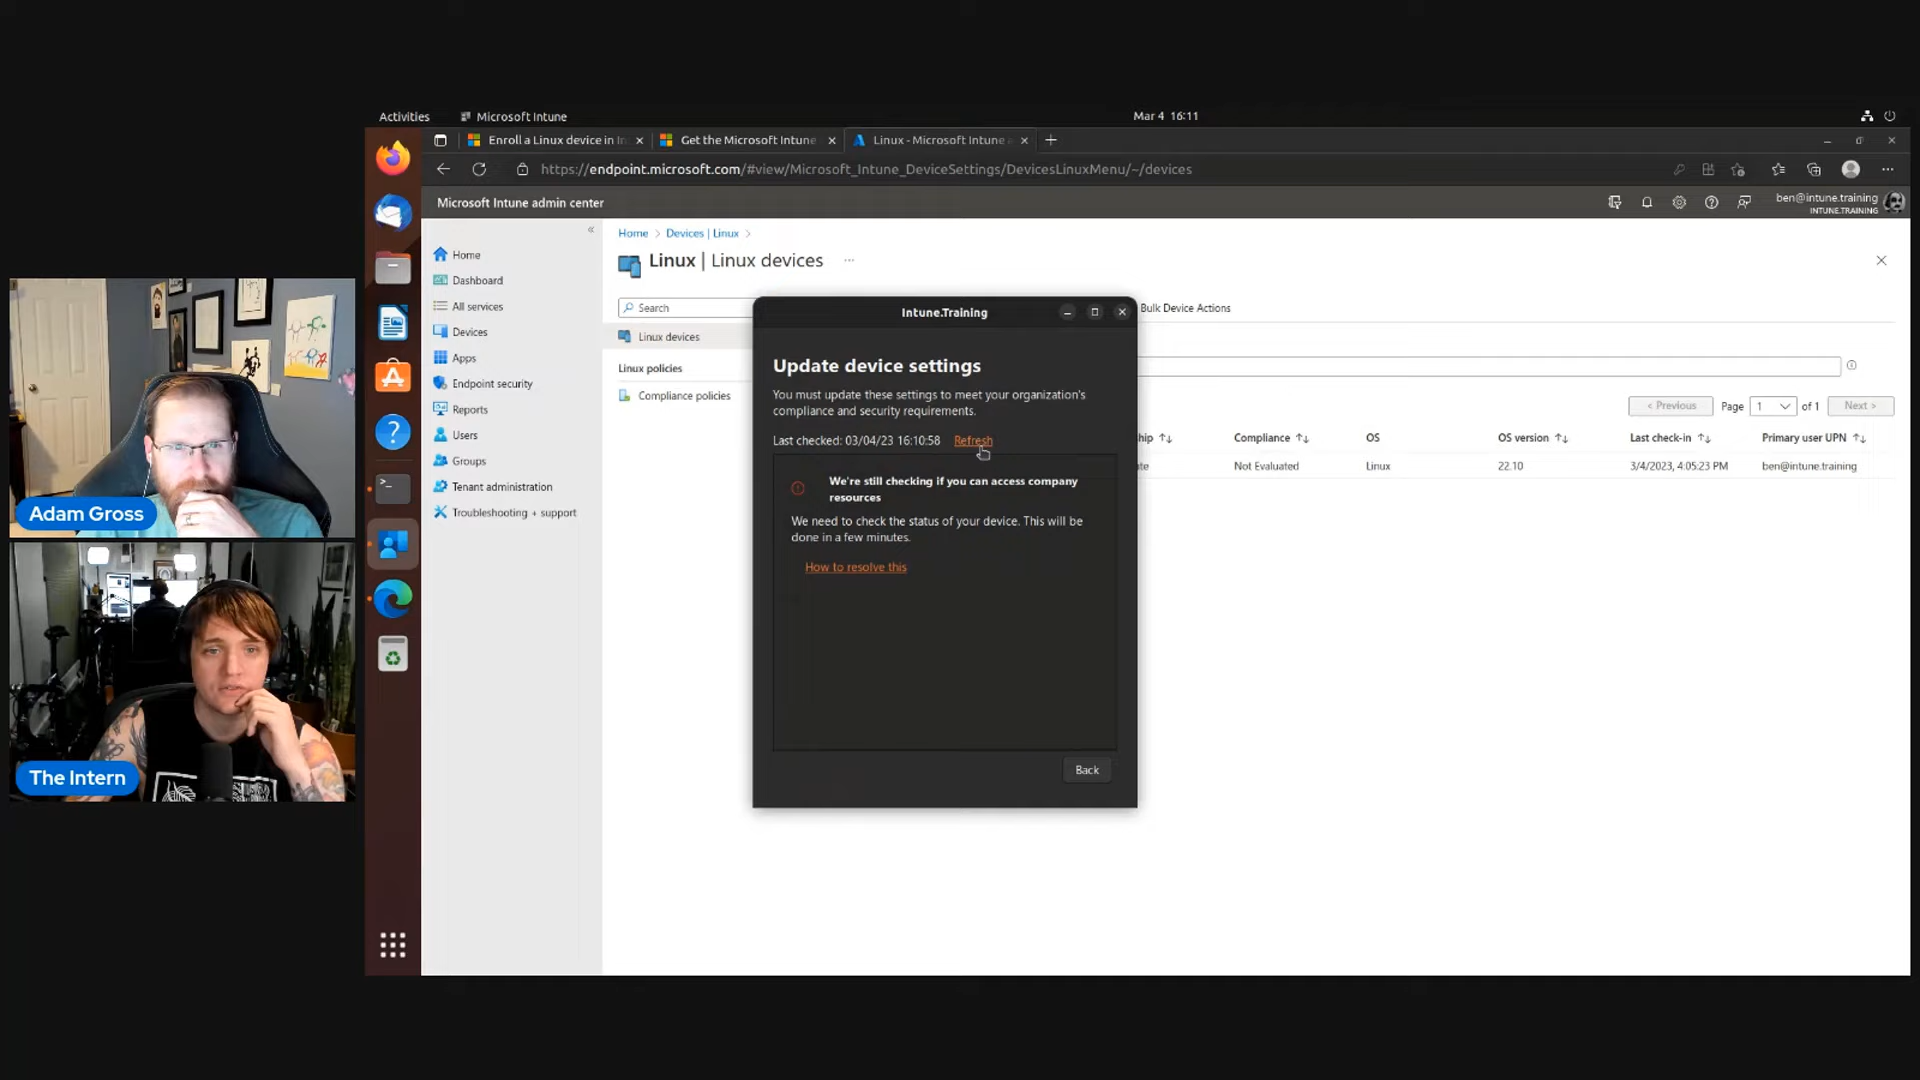 Activities
Microsoft Intune
Mar 4 16:11
Enroll a Linux device in In
Get the Microsoft Intune
Linux - Microsoft Intune a
https://endpoint.microsoft.com/#view/Microsoft_Intune_DeviceSettings/DevicesLinuxMenu/~/devices
Microsoft Intune admin center
ben@intune.training
INTUNE.TRAINING
Home
Dashboard
All services
Devices
Apps
Endpoint security
Reports
Users
Groups
Tenant administration
Troubleshooting + support
Home > Devices | Linux >
Linux | Linux devices
Search
Bulk Device Actions
Linux devices
Linux policies
Compliance policies
< Previous
Page 1 of 1
Next >
hip
Compliance
OS
OS version
Last check-in
Primary user UPN
te
Not Evaluated
Linux
22.10
3/4/2023, 4:05:23 PM
ben@intune.training
Intune.Training
Update device settings
You must update these settings to meet your organization's
compliance and security requirements.
Last checked: 03/04/23 16:10:58 Refresh
We're still checking if you can access company
resources
We need to check the status of your device. This will be
done in a few minutes.
How to resolve this
Back
Adam Gross
The Intern